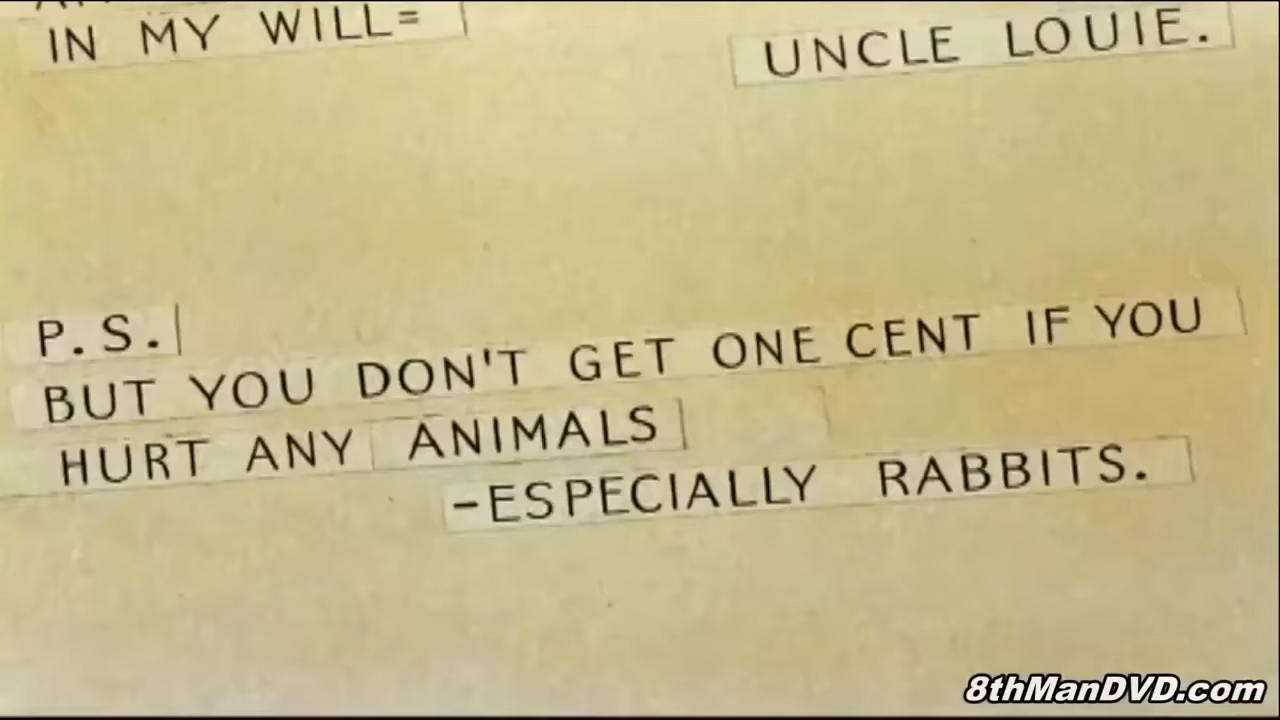 IN MY WILL=
UNCLE LOUIE.
P.S.
BUT YOU DON'T GET ONE CENT IF YOU
HURT ANY ANIMALS
-ESPECIALLY RABBITS.
8thManDVD.com